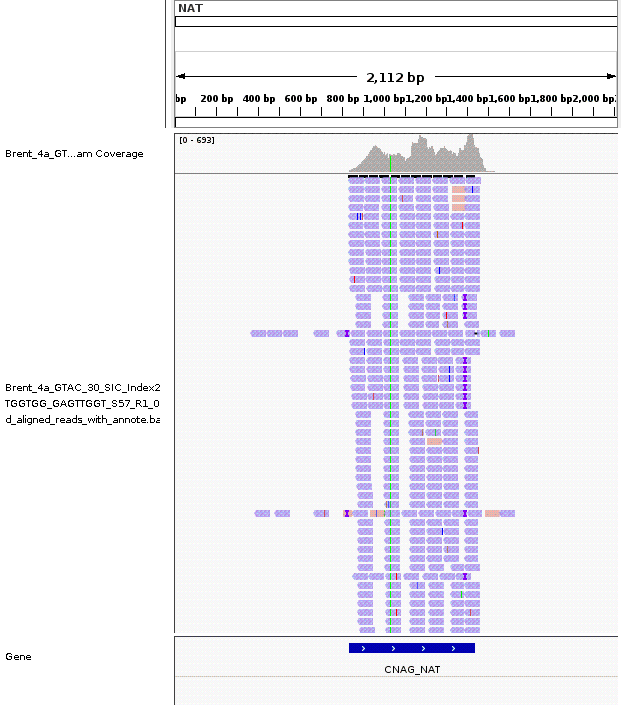 NAT
2,112 bp
bp 200 bp 400 bp 600 bp 800 bp 1,000 bp 1,200 bp 1,400 bp 1,600 bp 1,800 bp 2,000 bp
[0 - 693]
Brent_4a_GT...am Coverage
Brent_4a_GTAC_30_SIC_Index2
TGGTGG_GAGTTGGT_S57_R1_0
d_aligned_reads_with_annote.ba
Gene
CNAG_NAT